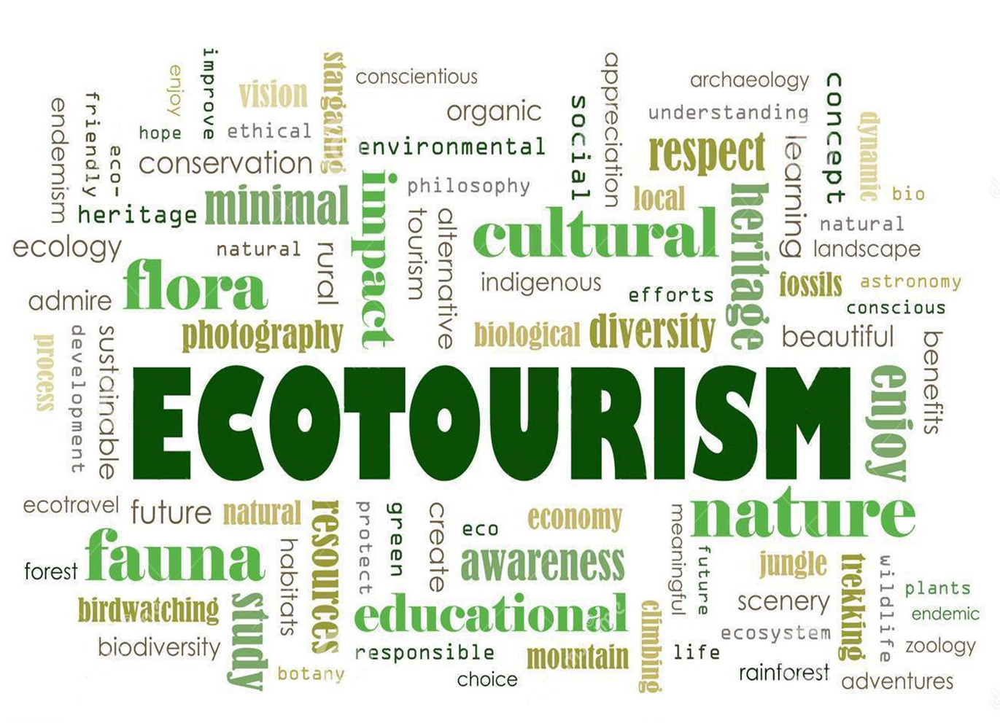 improve
enjoy
vision
stargazing
conscientious
appreciation
archaeology
concept
endemism
friendly
eco-
hope
ethical
organic
social
understanding
dynamic
conservation
environmental
respect
learning
heritage
minimal
impact
philosophy
local
heritage
bio
natural
ecology
natural
rural
tourism
alternative
cultural
landscape
flora
indigenous
efforts
fossils
astronomy
admire
conscious
photography
biological
diversity
beautiful
process
development
sustainable
benefits
ECOTOURISM
enjoy
ecotravel
future
natural
resources
protect
green
create
eco
economy
meaningful
nature
fauna
habitats
awareness
future
jungle
trekking
wildlife
forest
plants
birdwatching
study
educational
climbing
scenery
endemic
ecosystem
biodiversity
responsible
mountain
life
zoology
botany
choice
rainforest
adventures